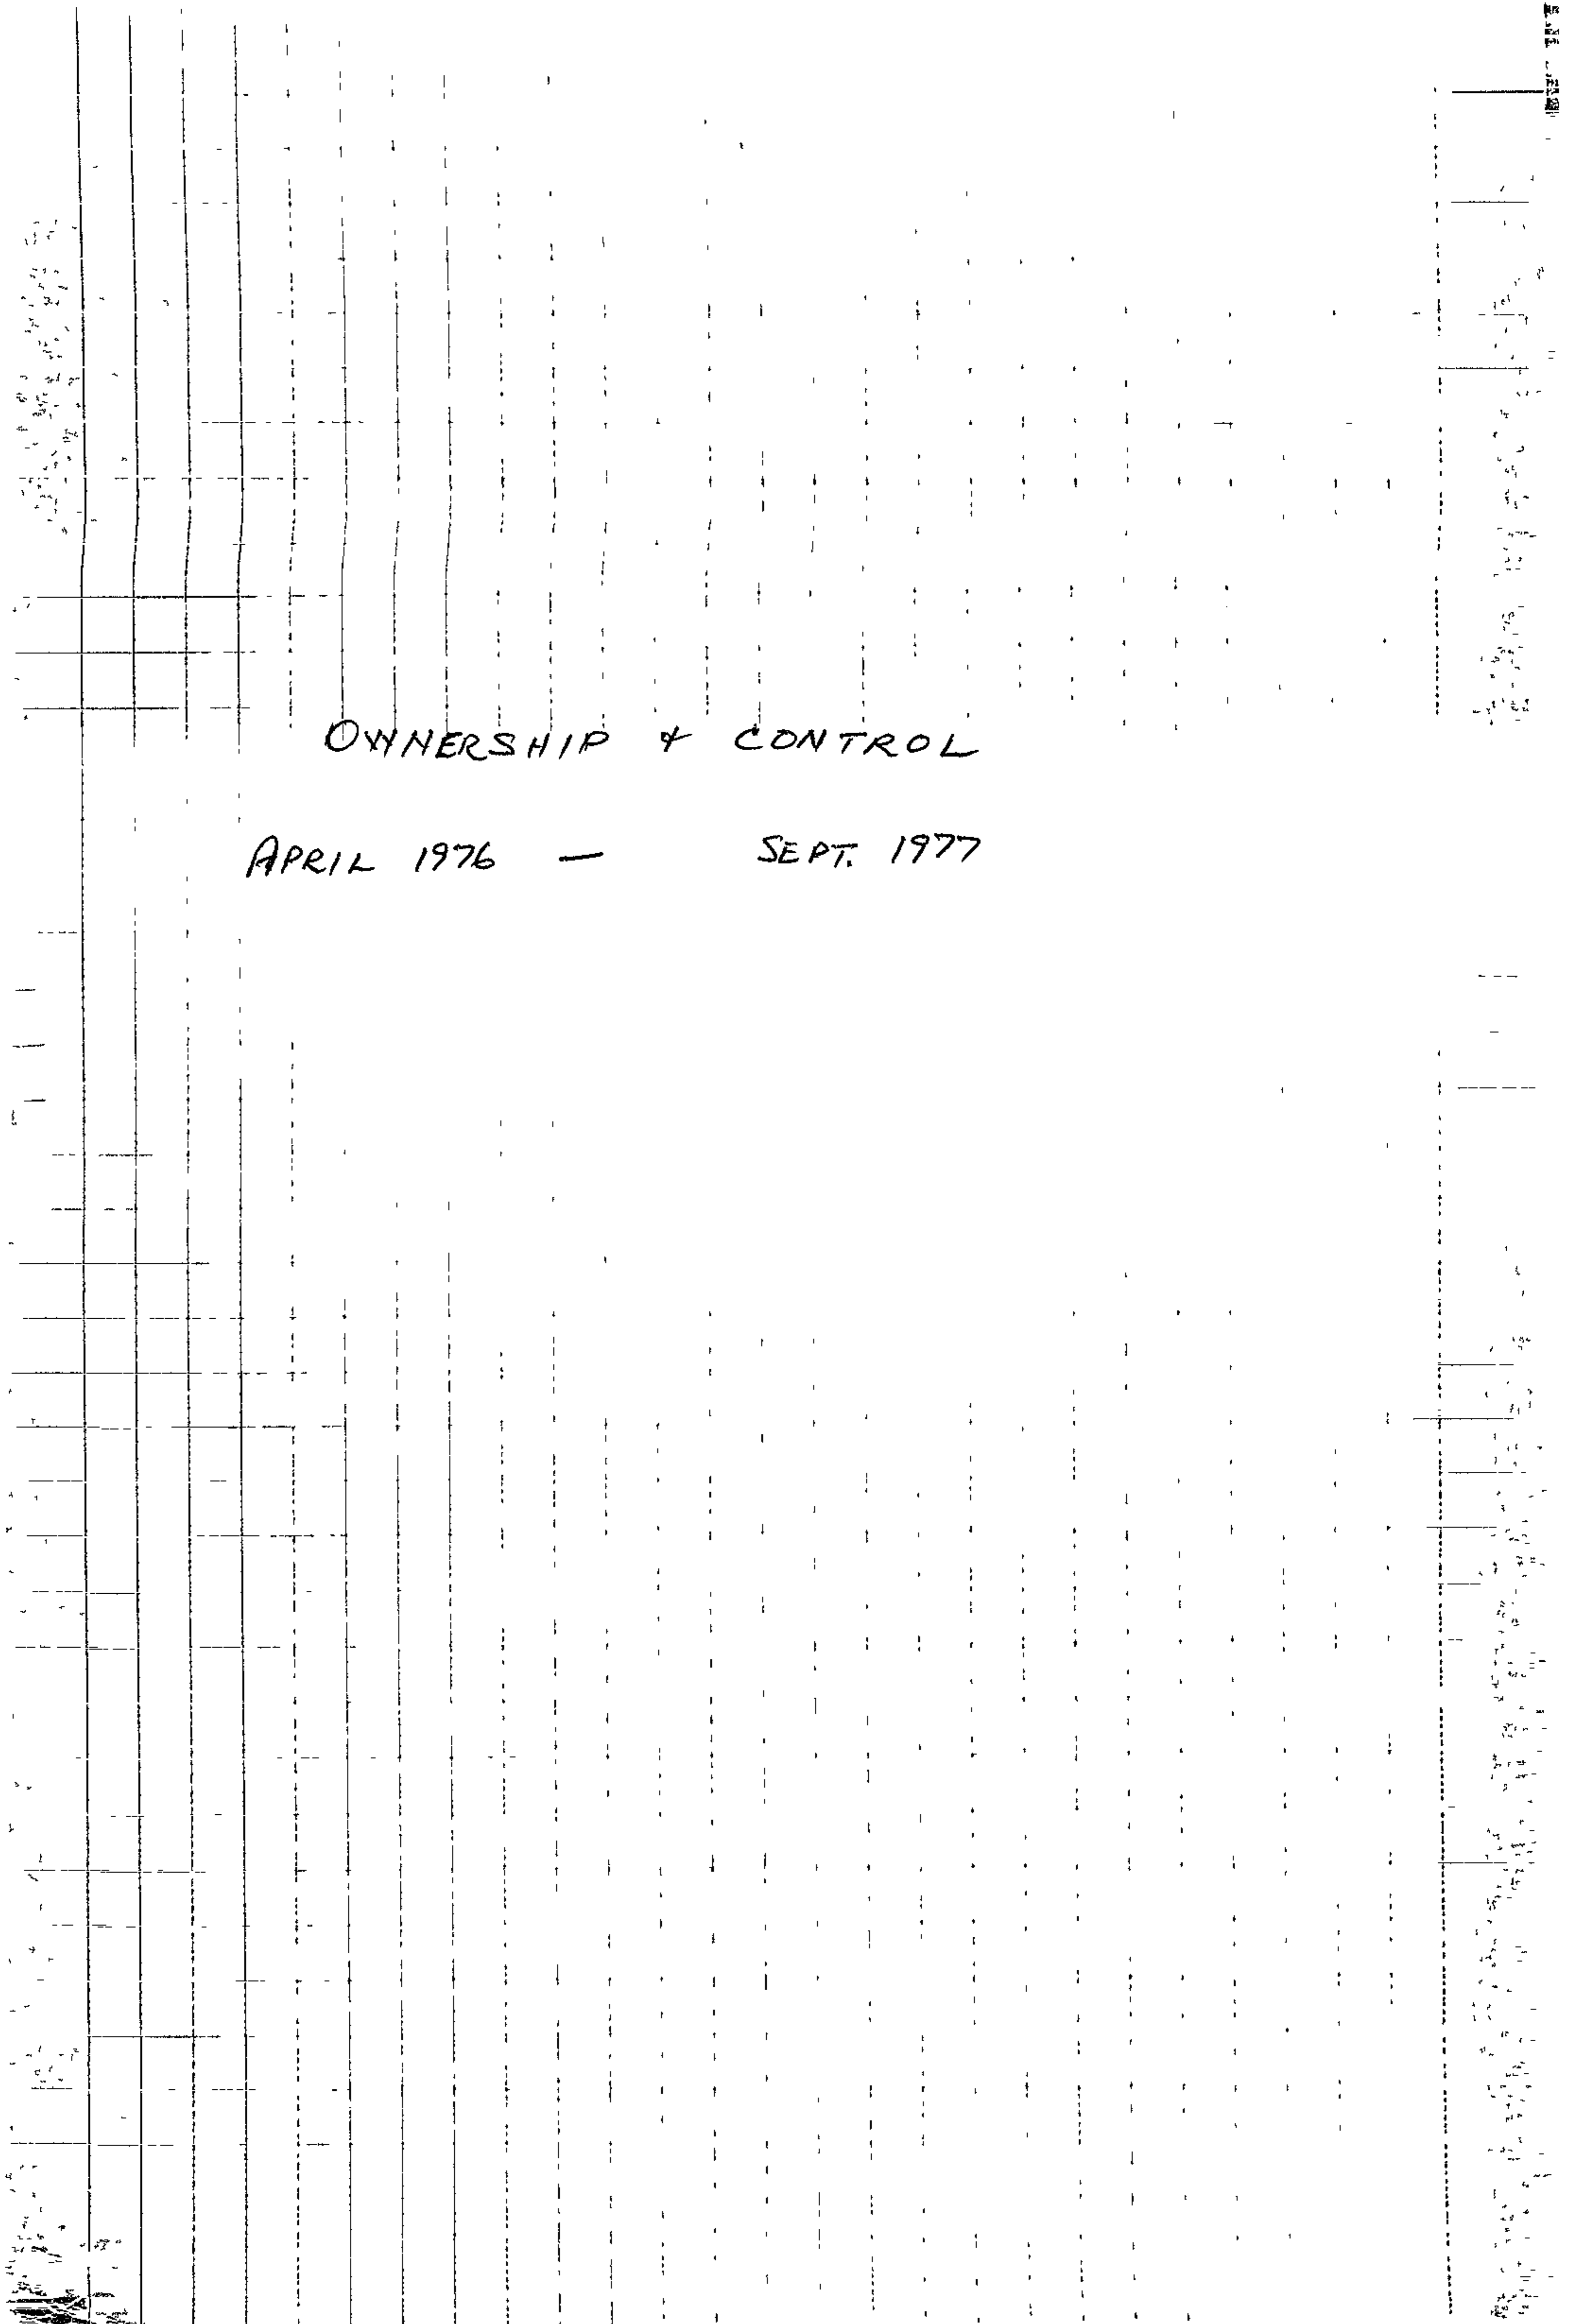 OWNERSHIP & CONTROL
APRIL 1976 — SEPT. 1977